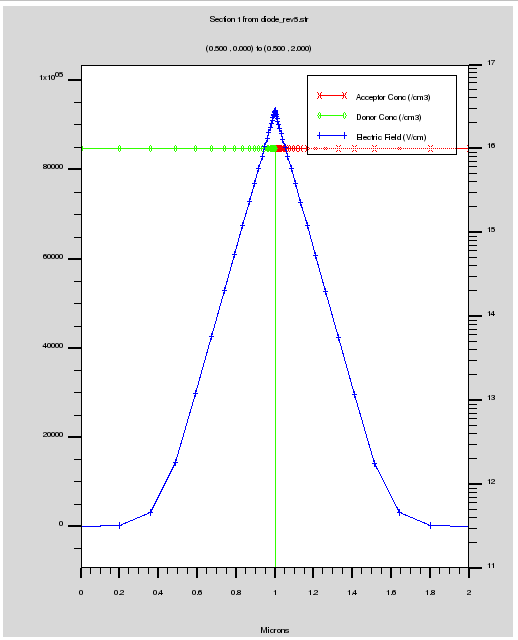 Section 1 from diode_rev5.str
(0.500 , 0.000) to (0.500 , 2.000)
1x10^05
80000
60000
40000
20000
0
17
16
15
14
13
12
11
Acceptor Conc (/cm3)
Donor Conc (/cm3)
Electric Field (V/cm)
0 0.2 0.4 0.6 0.8 1 1.2 1.4 1.6 1.8 2
Microns